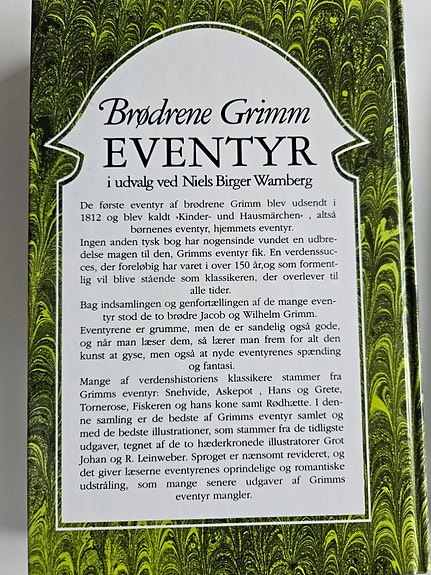 Brødrene Grimm
EVENTYR
i udvalg ved Niels Birger Wamberg
De første eventyr af brødrene Grimm blev udsendt i
1812 og blev kaldt »Kinder- und Hausmärchen« , altså
børnenes eventyr, hjemmets eventyr.
Ingen anden tysk bog har nogensinde vundet en udbre-
delse magen til den, Grimms eventyr fik. En verdenssuc-
ces, der foreløbig har varet i over 150 år,og som forment-
lig vil blive stående som klassikeren, der overlever til
alle tider.
Bag indsamlingen og genfortællingen af de mange even-
tyr stod de to brødre Jacob og Wilhelm Grimm.
Eventyrene er grumme, men de er sandelig også gode,
og når man læser dem, så lærer man frem for alt den
kunst at gyse, men også at nyde eventyrenes spænding
og fantasi.
Mange af verdenshistoriens klassikere stammer fra
Grimms eventyr: Snehvide, Askepot , Hans og Grete,
Tornerose, Fiskeren og hans kone samt Rødhætte. I den-
ne samling er de bedste af Grimms eventyr samlet og
med de bedste illustrationer, som stammer fra de tidligste
udgaver, tegnet af de to hæderkronede illustratorer Grot
Johan og R. Leinweber. Sproget er nænsomt revideret, og
det giver læserne eventyrenes oprindelige og romantiske
udstråling, som mange senere udgaver af Grimms
eventyr mangler.